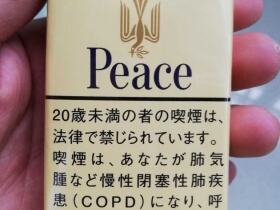 Peace
20歳未満の者の喫煙は、
法律で禁じられています。
喫煙は、あなたが肺気
腫など慢性閉塞性肺疾
患(COPD)になり、呼